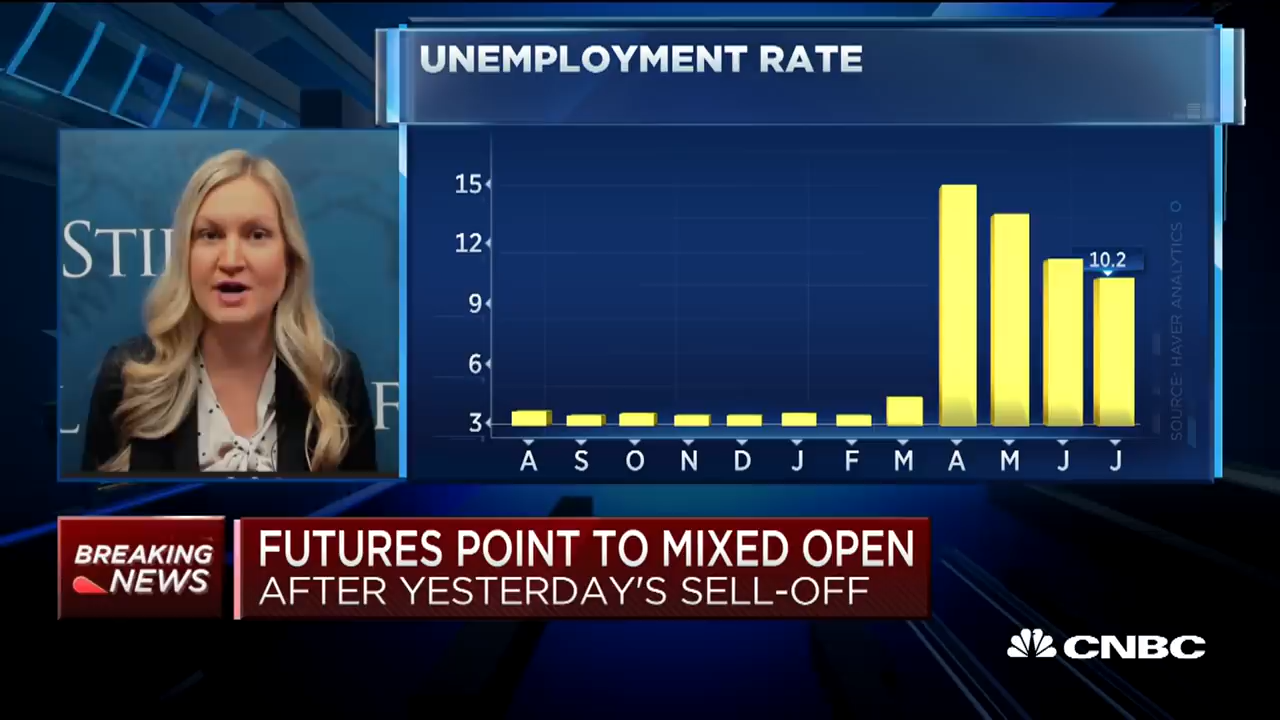 UNEMPLOYMENT RATE
15
12
9
6
3
10.2
A S O N D J F M A M J J
SOURCE: HAVER ANALYTICS
STI
F
BREAKING
NEWS
FUTURES POINT TO MIXED OPEN
AFTER YESTERDAY'S SELL-OFF
CNBC